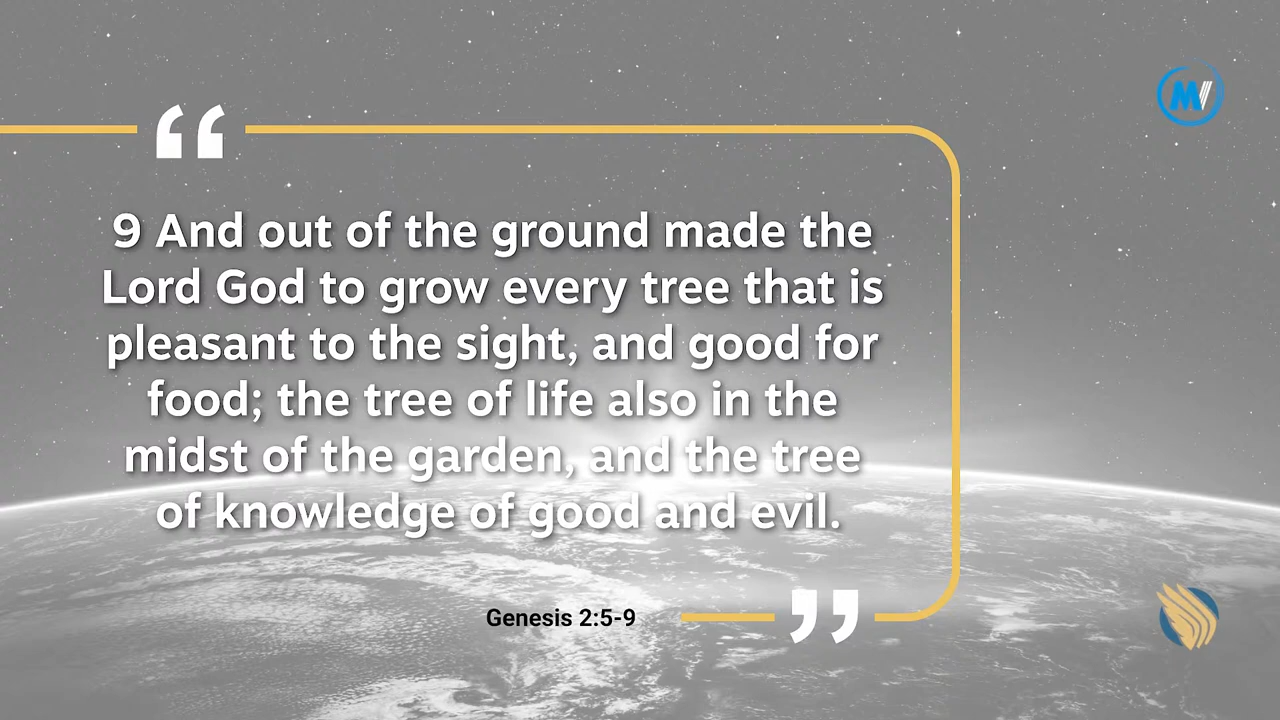 “
9 And out of the ground made the
Lord God to grow every tree that is
pleasant to the sight, and good for
food; the tree of life also in the
midst of the garden, and the tree
of knowledge of good and evil.
Genesis 2:5-9
”